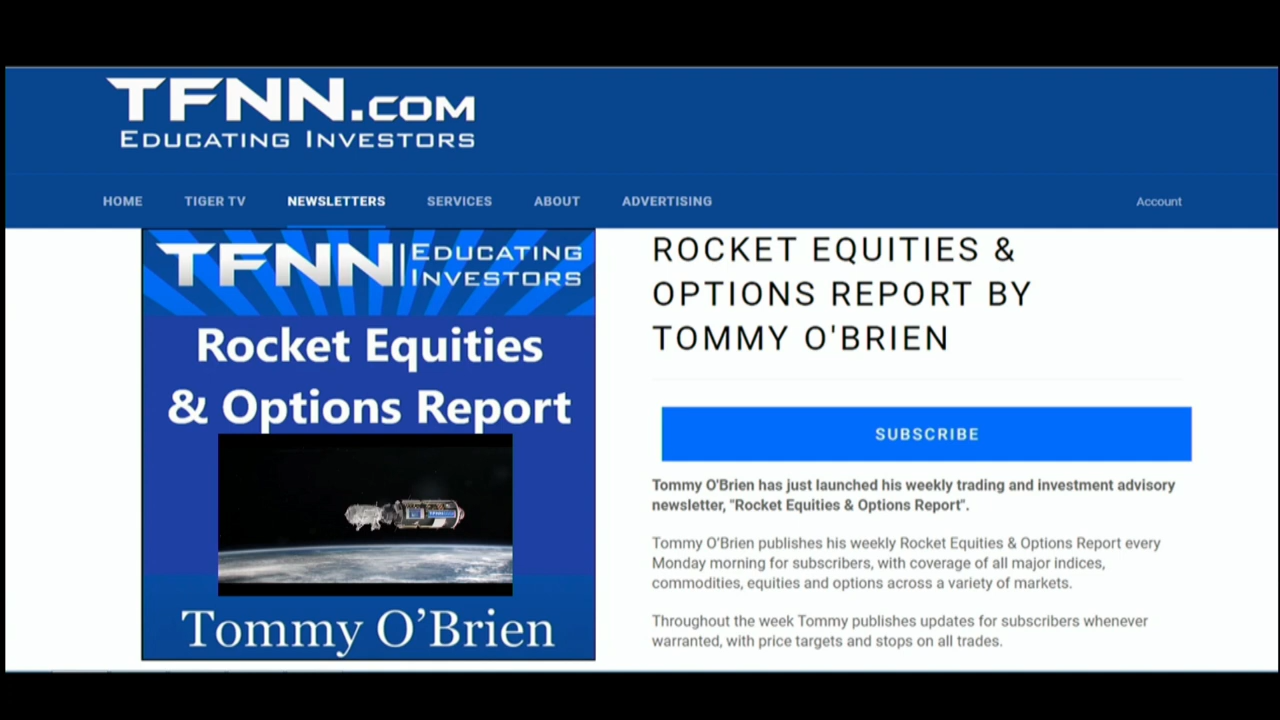 TFNN.COM
EDUCATING INVESTORS
HOME TIGER TV NEWSLETTERS SERVICES ABOUT ADVERTISING Account
TFNN EDUCATING
INVESTORS
Rocket Equities
& Options Report
TFNN
Tommy O’Brien
ROCKET EQUITIES &
OPTIONS REPORT BY
TOMMY O'BRIEN
SUBSCRIBE
Tommy O'Brien has just launched his weekly trading and investment advisory
newsletter, "Rocket Equities & Options Report".
Tommy O'Brien publishes his weekly Rocket Equities & Options Report every
Monday morning for subscribers, with coverage of all major indices,
commodities, equities and options across a variety of markets.
Throughout the week Tommy publishes updates for subscribers whenever
warranted, with price targets and stops on all trades.